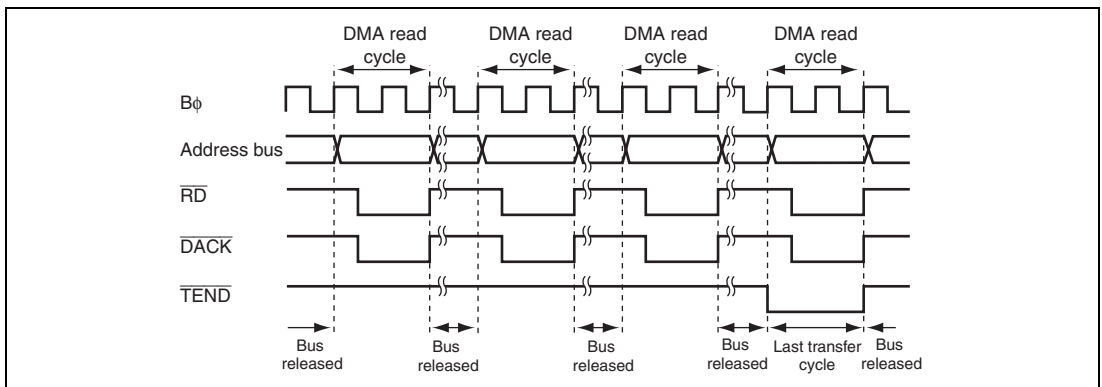 DMA read DMA read DMA read DMA read
cycle cycle cycle cycle
Bϕ
Address bus
RD
DACK
TEND
Bus Bus Bus Bus Last transfer Bus
released released released released cycle released